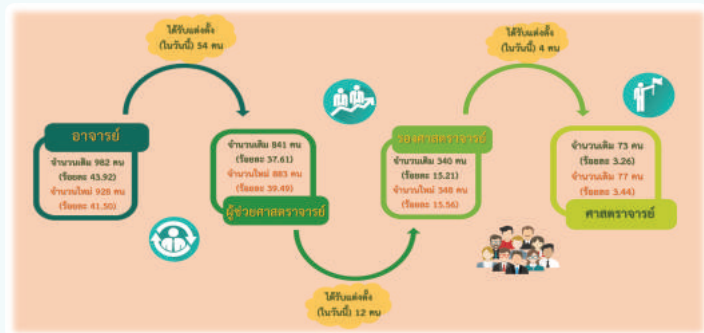 ได้รับแต่งตั้ง
(ในวันนี้) 54 คน
ได้รับแต่งตั้ง
(ในวันนี้) 4 คน
อาจารย์
จำนวนเดิม 982 คน
(ร้อยละ 43.92)
จำนวนใหม่ 928 คน
(ร้อยละ 41.50)
จำนวนเดิม 841 คน
(ร้อยละ 37.61)
จำนวนใหม่ 883 คน
(ร้อยละ 39.49)
ผู้ช่วยศาสตราจารย์
รองศาสตราจารย์
จำนวนเดิม 340 คน
(ร้อยละ 15.21)
จำนวนใหม่ 348 คน
(ร้อยละ 15.56)
จำนวนเดิม 73 คน
(ร้อยละ 3.26)
จำนวนใหม่ 77 คน
(ร้อยละ 3.44)
ศาสตราจารย์
ได้รับแต่งตั้ง
(ในวันนี้) 12 คน